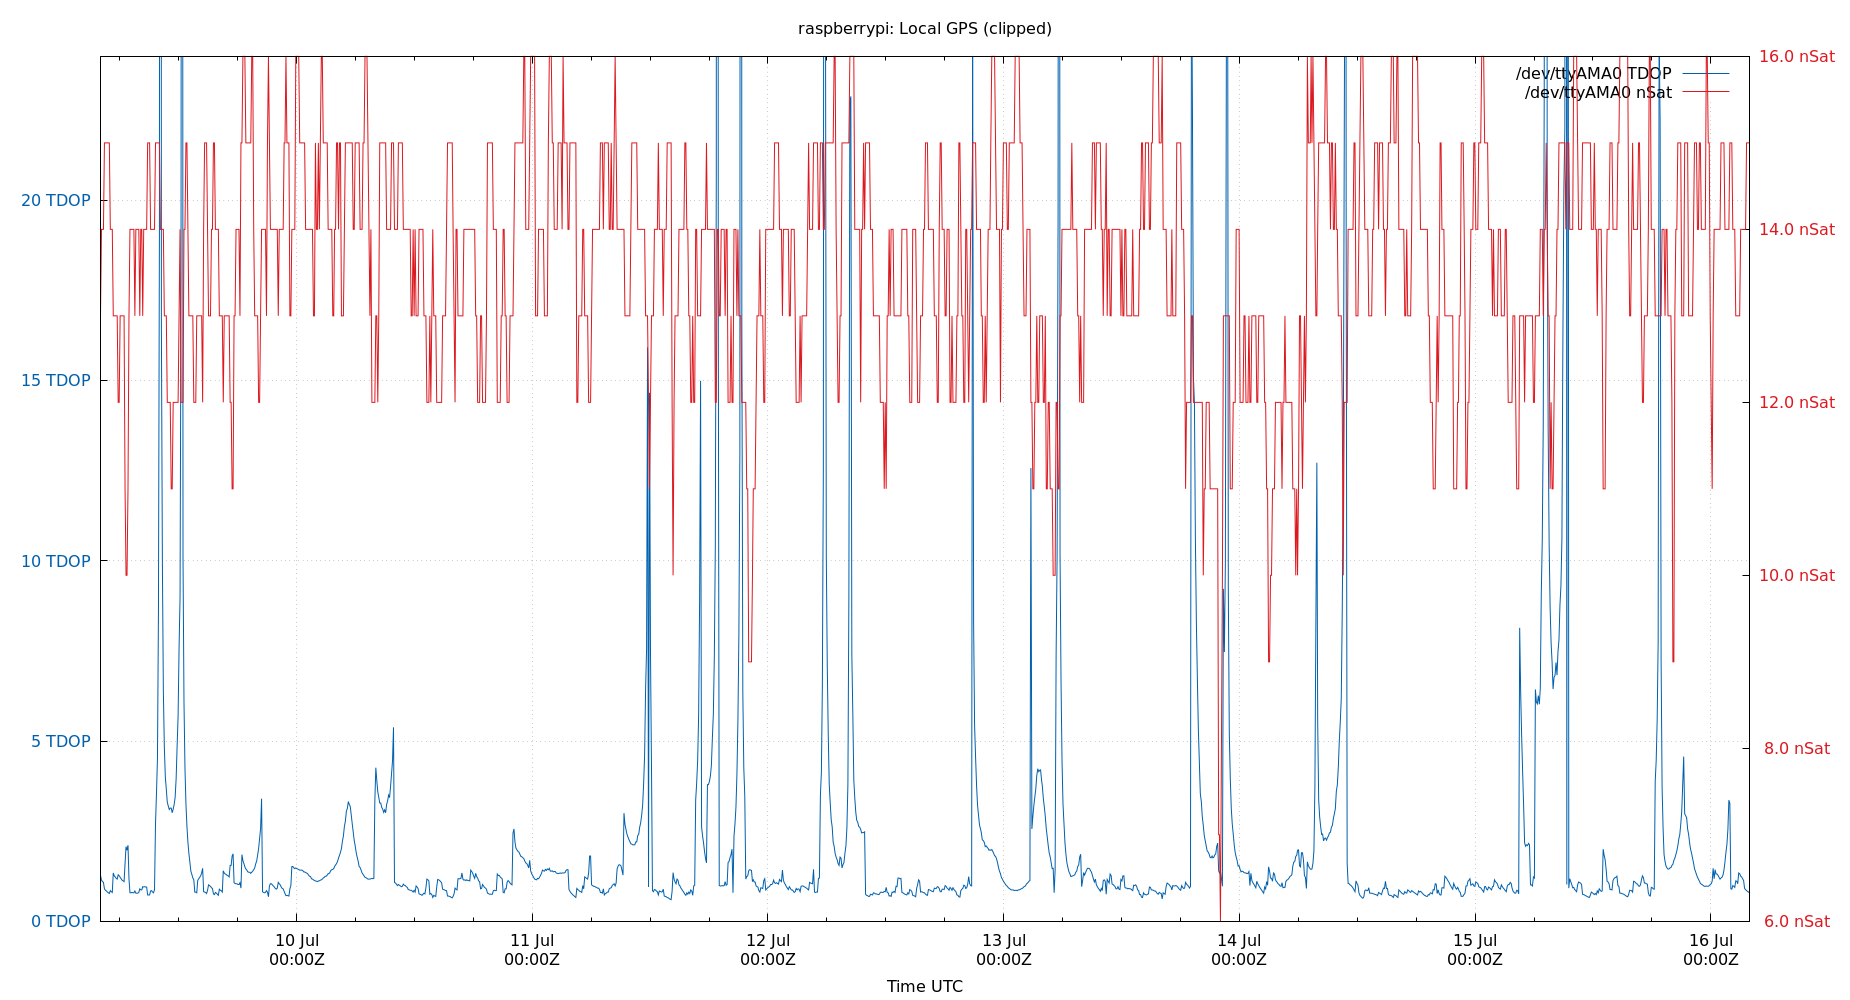 raspberrypi: Local GPS (clipped)
16.0 nSat
/dev/ttyAMA0 TDOP
/dev/ttyAMA0 nSat
20 TDOP
14.0 nSat
15 TDOP
12.0 nSat
10 TDOP
10.0 nSat
5 TDOP
8.0 nSat
0 TDOP
6.0 nSat
10 Jul 11 Jul 12 Jul 13 Jul 14 Jul 15 Jul 16 Jul
00:00Z 00:00Z 00:00Z 00:00Z 00:00Z 00:00Z 00:00Z
Time UTC